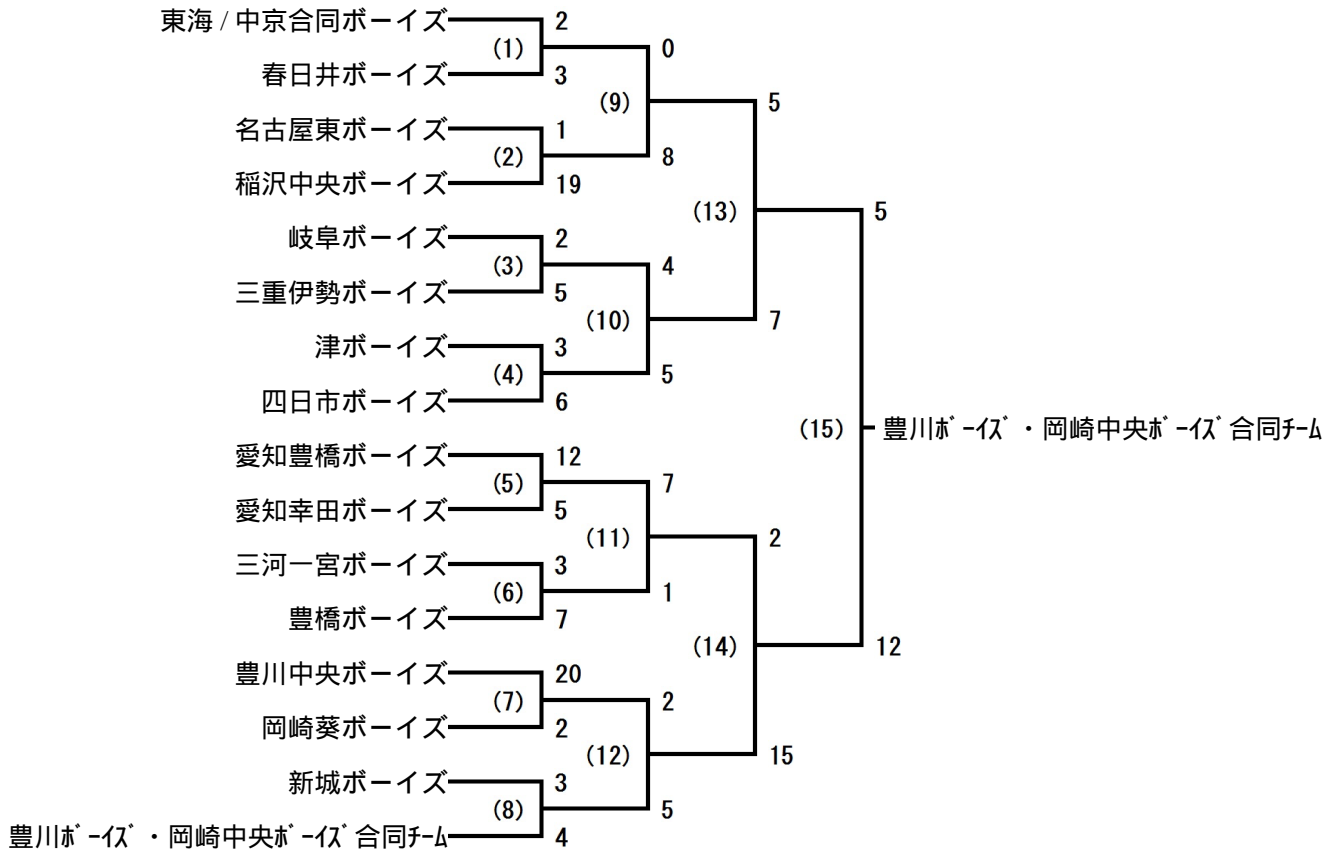 東海 / 中京合同ボーイズ 2
(1) 0
春日井ボーイズ 3
(9) 5
名古屋東ボーイズ 1
(2) 8
稲沢中央ボーイズ 19
(13) 5
岐阜ボーイズ 2
(3) 4
三重伊勢ボーイズ 5
(10) 7
津ボーイズ 3
(4) 5
四日市ボーイズ 6
(15) 豊川ﾎﾞｰｲｽﾞ・岡崎中央ﾎﾞｰｲｽﾞ合同ﾁｰﾑ
愛知豊橋ボーイズ 12
(5) 7
愛知幸田ボーイズ 5
(11) 2
三河一宮ボーイズ 3
(6) 1
豊橋ボーイズ 7
(14) 12
豊川中央ボーイズ 20
(7) 2
岡崎葵ボーイズ 2
(12) 15
新城ボーイズ 3
(8) 5
豊川ﾎﾞｰｲｽﾞ・岡崎中央ﾎﾞｰｲｽﾞ合同ﾁｰﾑ 4